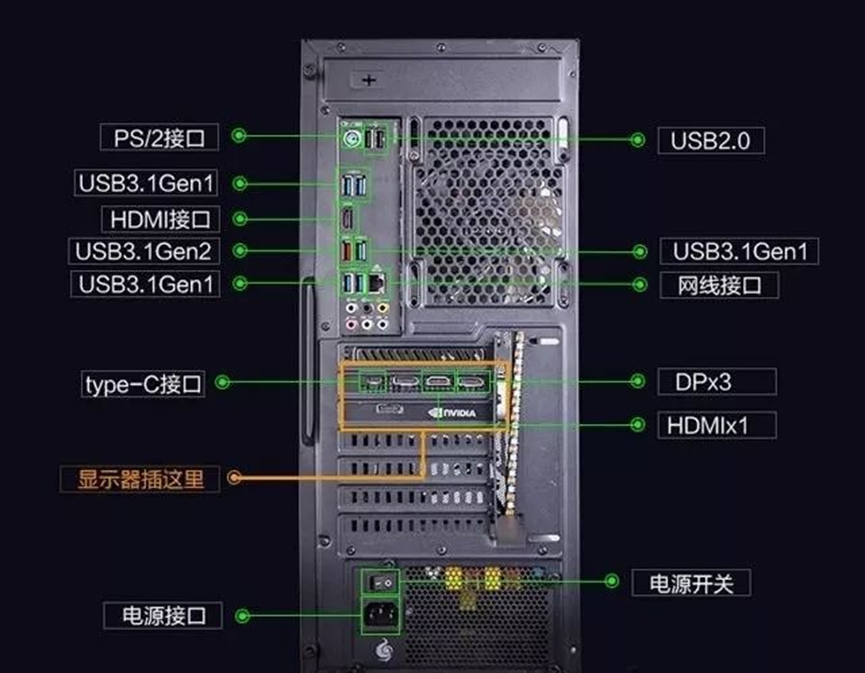 PS/2接口
USB2.0
USB3.1Gen1
HDMI接口
USB3.1Gen2
USB3.1Gen1
USB3.1Gen1
网线接口
type-C接口
DPx3
NVIDIA
HDMIx1
显示器插这里
电源开关
电源接口